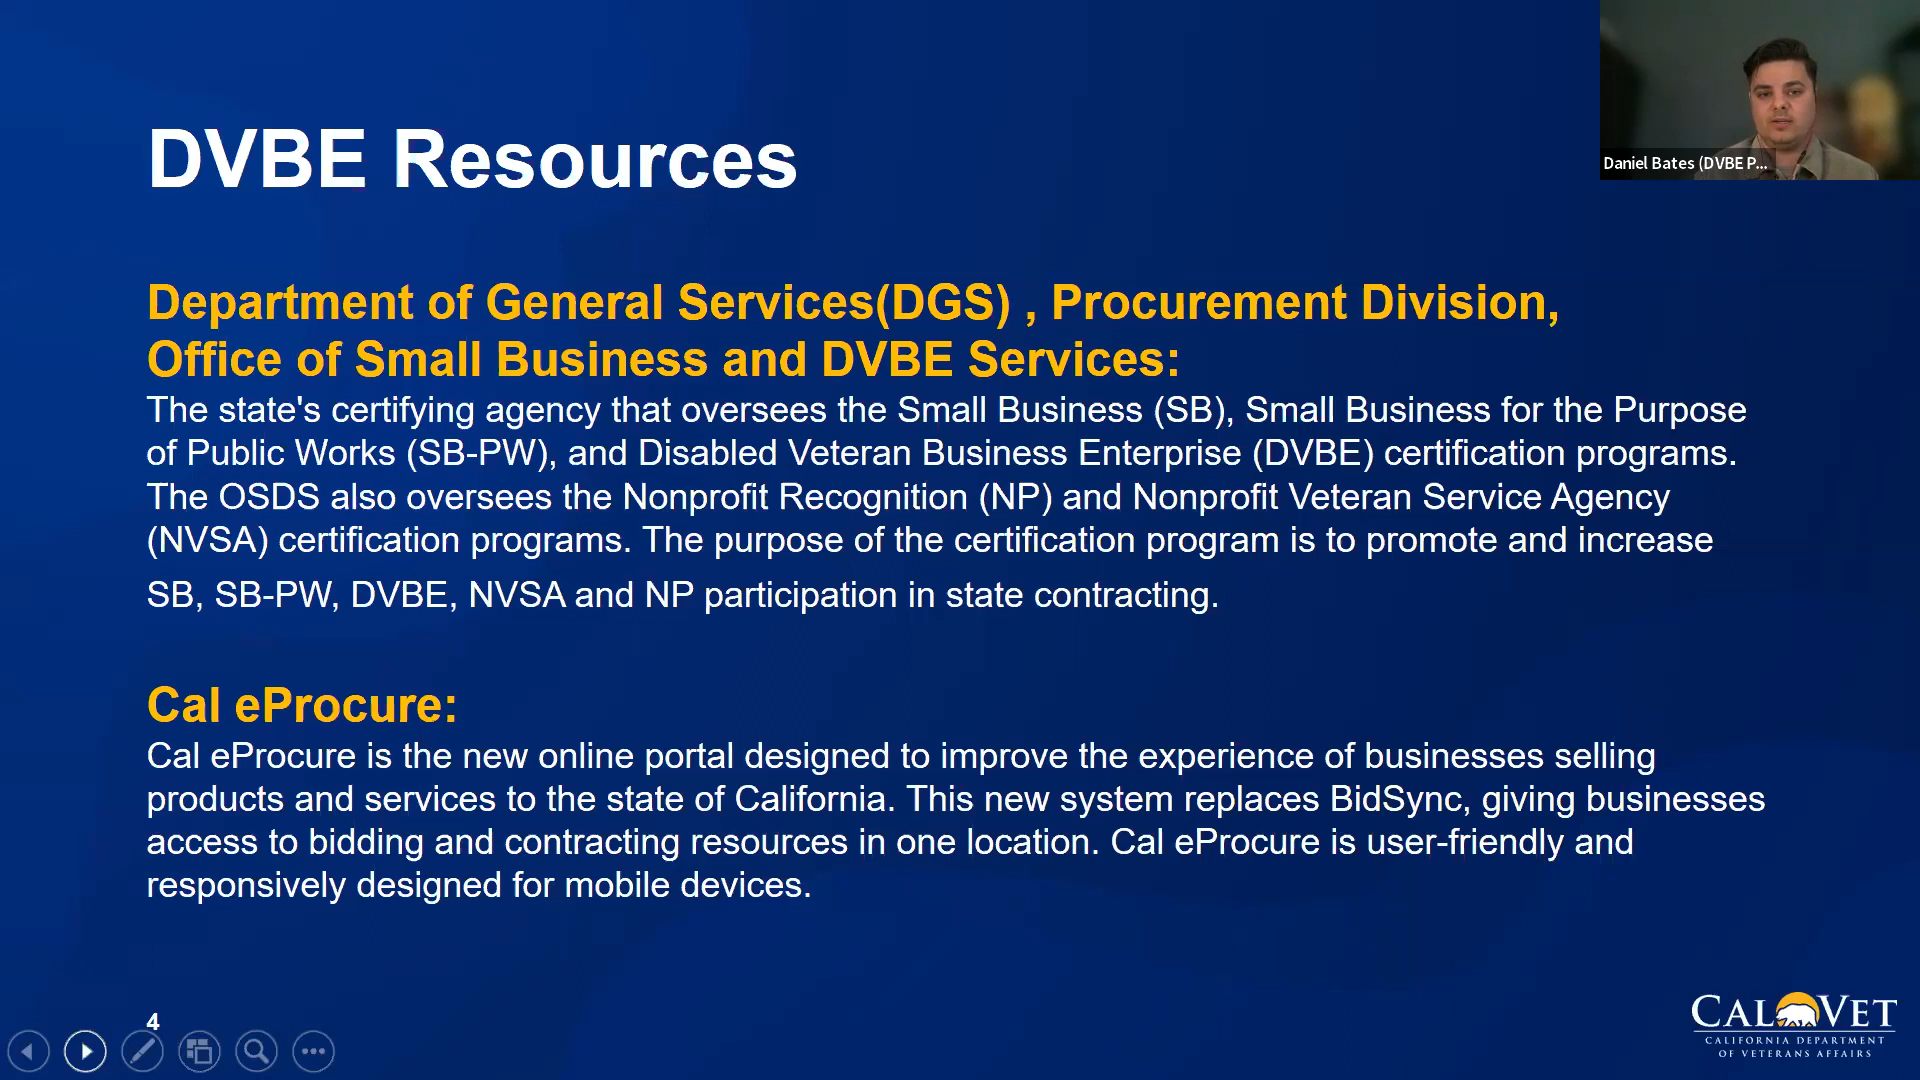 DVBE Resources
Daniel Bates (DVBE P...
Department of General Services(DGS) , Procurement Division,
Office of Small Business and DVBE Services:
The state's certifying agency that oversees the Small Business (SB), Small Business for the Purpose
of Public Works (SB-PW), and Disabled Veteran Business Enterprise (DVBE) certification programs.
The OSDS also oversees the Nonprofit Recognition (NP) and Nonprofit Veteran Service Agency
(NVSA) certification programs. The purpose of the certification program is to promote and increase
SB, SB-PW, DVBE, NVSA and NP participation in state contracting.
Cal eProcure:
Cal eProcure is the new online portal designed to improve the experience of businesses selling
products and services to the state of California. This new system replaces BidSync, giving businesses
access to bidding and contracting resources in one location. Cal eProcure is user-friendly and
responsively designed for mobile devices.
4
CALVET
CALIFORNIA DEPARTMENT
OF VETERANS AFFAIRS